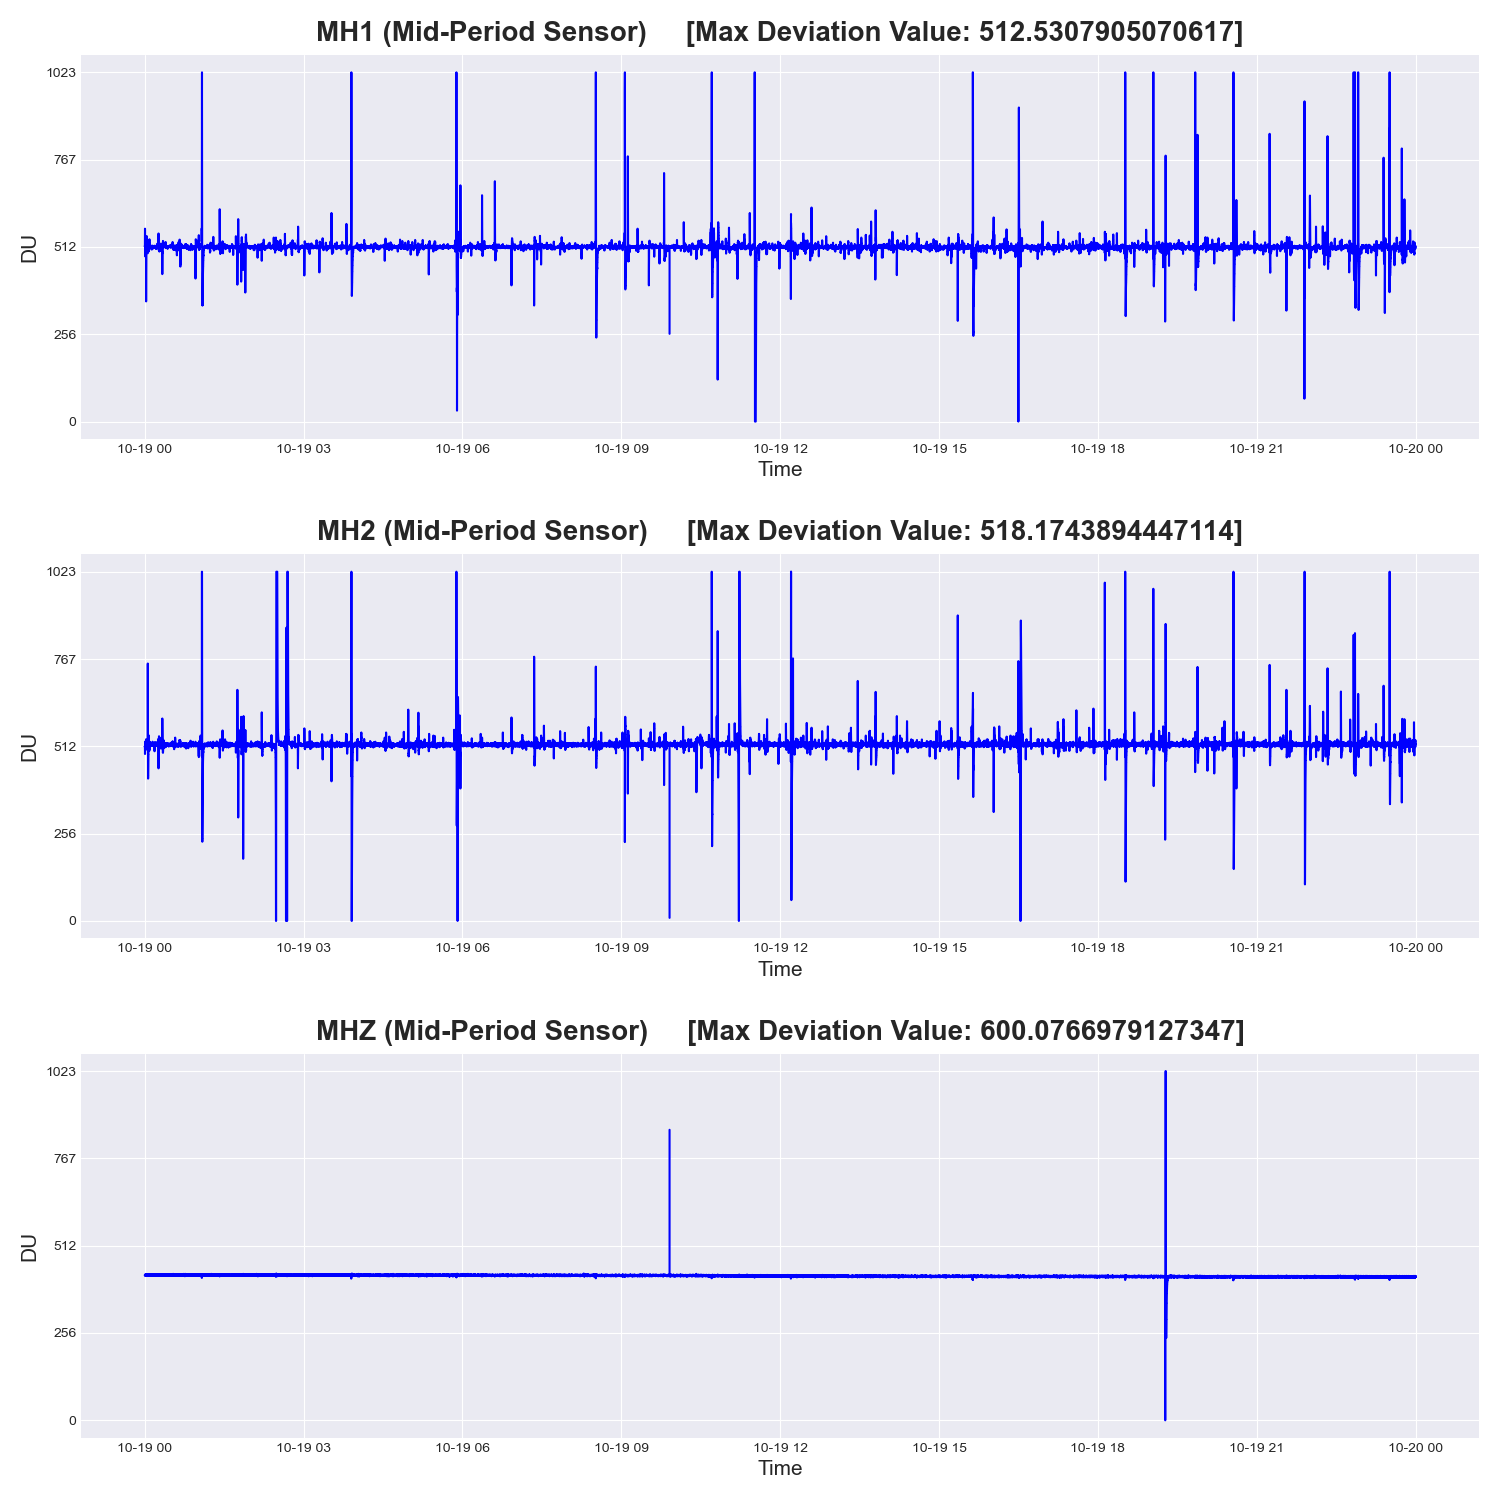 MH1 (Mid-Period Sensor) [Max Deviation Value: 512.5307905070617]
1023
767
512
256
0
DU
10-19 00 10-19 03 10-19 06 10-19 09 10-19 12 10-19 15 10-19 18 10-19 21 10-20 00
Time
MH2 (Mid-Period Sensor) [Max Deviation Value: 518.1743894447114]
1023
767
512
256
0
DU
10-19 00 10-19 03 10-19 06 10-19 09 10-19 12 10-19 15 10-19 18 10-19 21 10-20 00
Time
MHZ (Mid-Period Sensor) [Max Deviation Value: 600.0766979127347]
1023
767
512
256
0
DU
10-19 00 10-19 03 10-19 06 10-19 09 10-19 12 10-19 15 10-19 18 10-19 21 10-20 00
Time